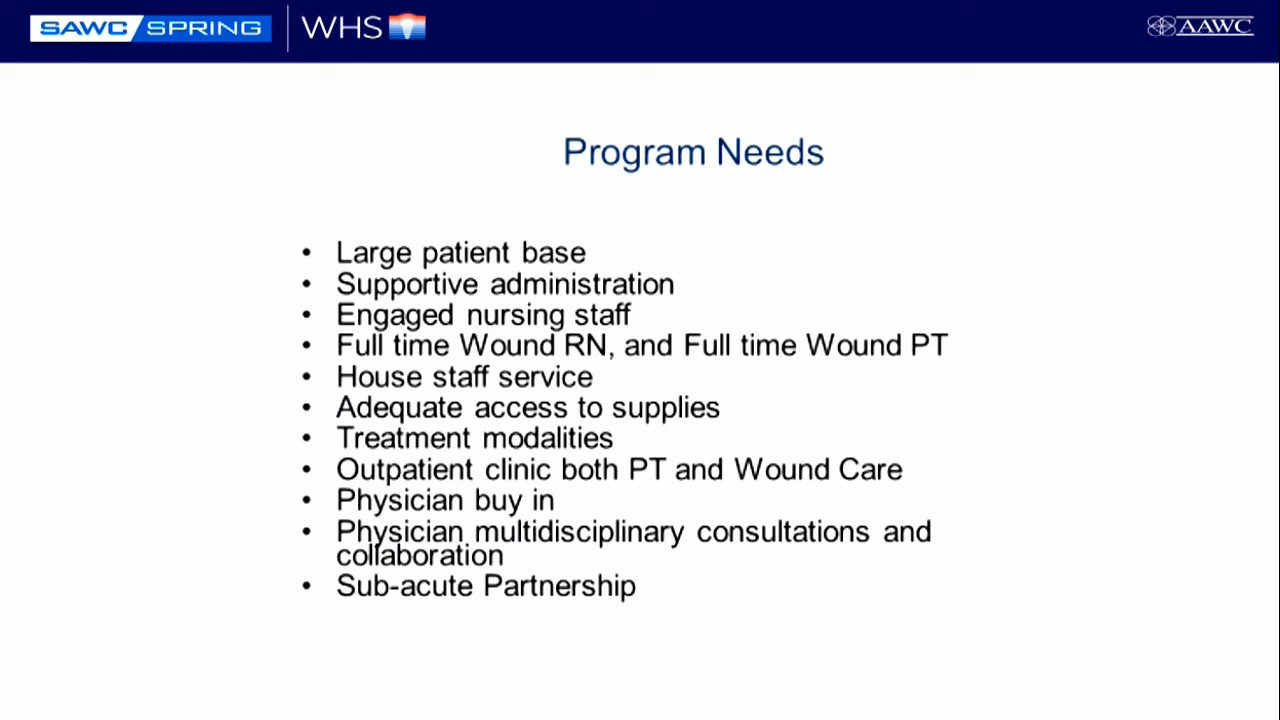 SAWC SPRING WHS AAWC
Program Needs
• Large patient base
• Supportive administration
• Engaged nursing staff
• Full time Wound RN, and Full time Wound PT
• House staff service
• Adequate access to supplies
• Treatment modalities
• Outpatient clinic both PT and Wound Care
• Physician buy in
• Physician multidisciplinary consultations and
collaboration
• Sub-acute Partnership